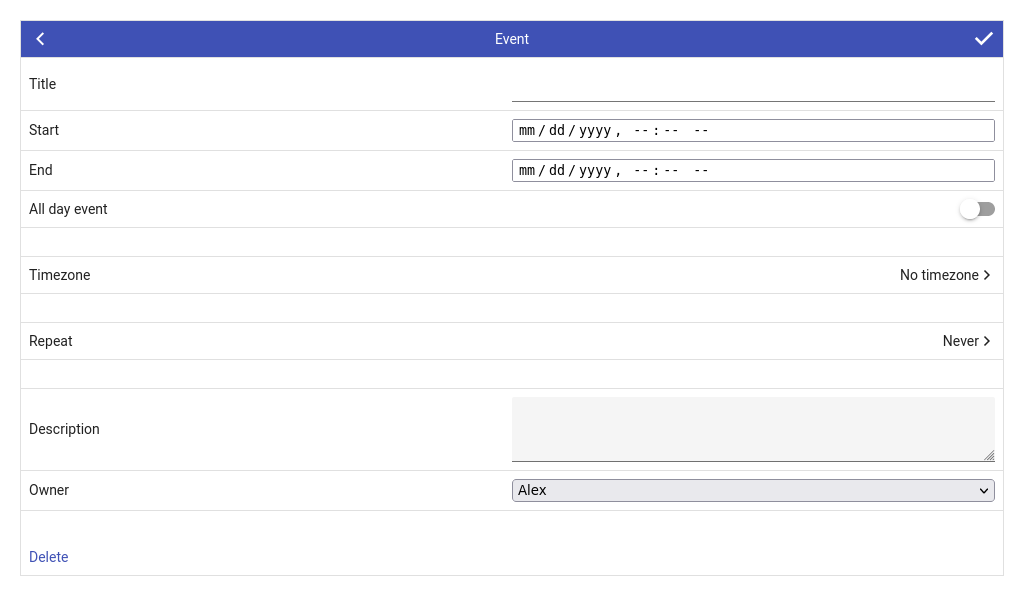 Event
Title
Start mm/dd/yyyy, --:-- --
End mm/dd/yyyy, --:-- --
All day event
Timezone No timezone
Repeat Never
Description
Owner Alex
Delete